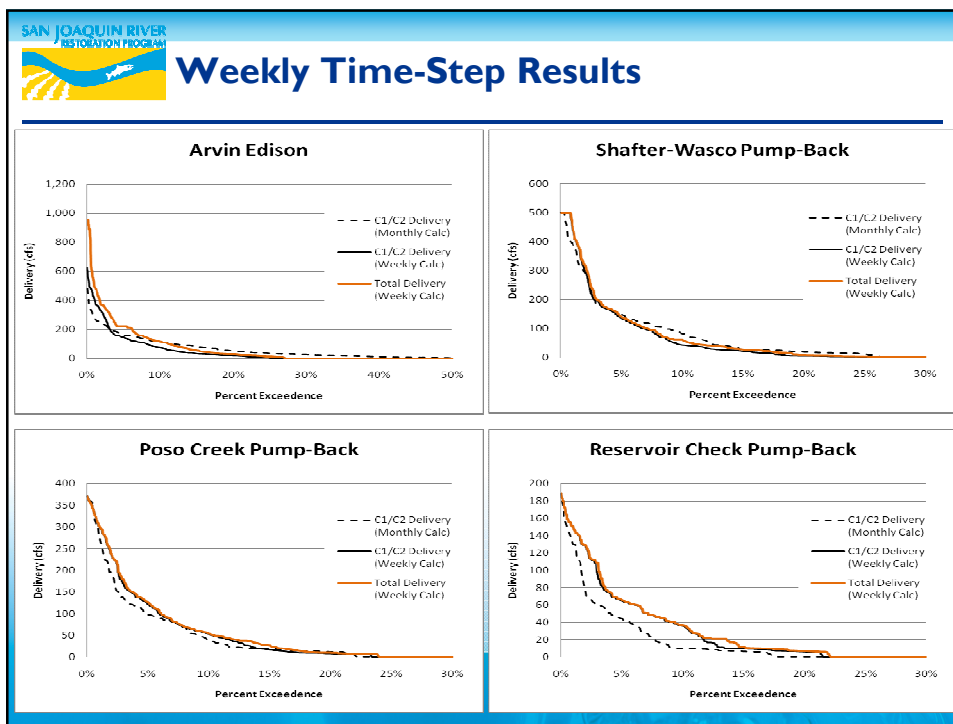 SAN JOAQUIN RIVER
RESTORATION PROGRAM
Weekly Time-Step Results
Arvin Edison
1,200
1,000
800
600
400
200
0
Delivery (cfs)
0%
10%
20%
30%
40%
50%
Percent Exceedence
C1/C2 Delivery
(Monthly Calc)
C1/C2 Delivery
(Weekly Calc)
Total Delivery
(Weekly Calc)
Shafter-Wasco Pump-Back
600
500
400
300
200
100
0
Delivery (cfs)
0%
5%
10%
15%
20%
25%
30%
Percent Exceedence
C1/C2 Delivery
(Monthly Calc)
C1/C2 Delivery
(Weekly Calc)
Total Delivery
(Weekly Calc)
Poso Creek Pump-Back
400
350
300
250
200
150
100
50
0
Delivery (cfs)
0%
5%
10%
15%
20%
25%
30%
Percent Exceedence
C1/C2 Delivery
(Monthly Calc)
C1/C2 Delivery
(Weekly Calc)
Total Delivery
(Weekly Calc)
Reservoir Check Pump-Back
200
180
160
140
120
100
80
60
40
20
0
Delivery (cfs)
0%
5%
10%
15%
20%
25%
30%
Percent Exceedence
C1/C2 Delivery
(Monthly Calc)
C1/C2 Delivery
(Weekly Calc)
Total Delivery
(Weekly Calc)